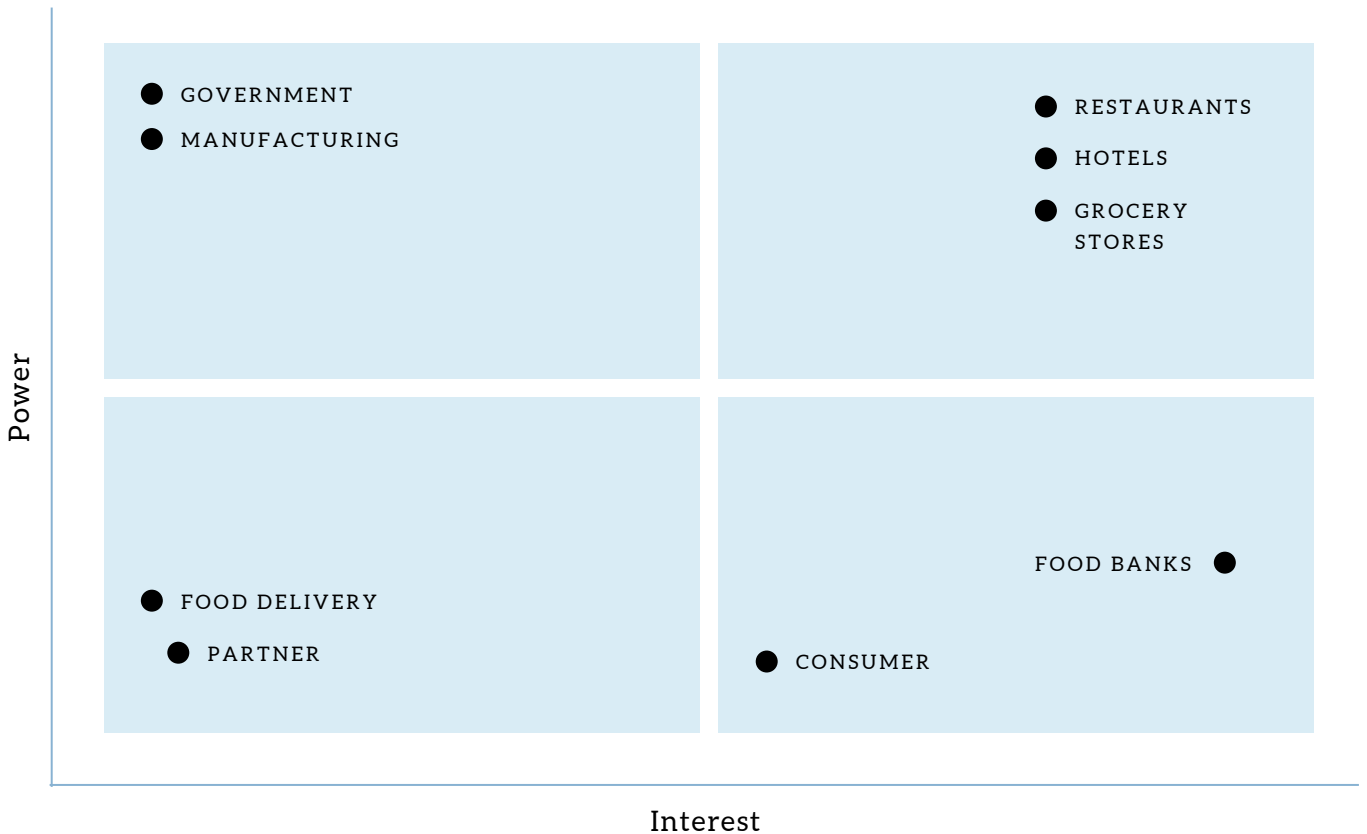 GOVERNMENT
MANUFACTURING
RESTAURANTS
HOTELS
GROCERY
STORES
Power
FOOD DELIVERY
PARTNER
FOOD BANKS
CONSUMER
Interest